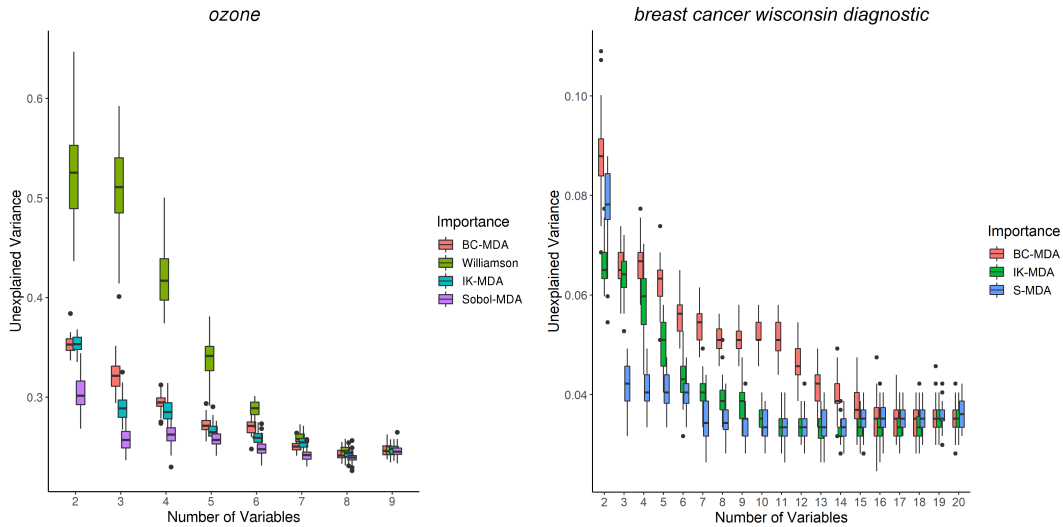 ozone
Unexplained Variance
0.6
0.5
0.4
0.3
2 3 4 5 6 7 8 9
Number of Variables
Importance
BC-MDA
Williamson
IK-MDA
Sobol-MDA
breast cancer wisconsin diagnostic
Unexplained Variance
0.10
0.08
0.06
0.04
2 3 4 5 6 7 8 9 10 11 12 13 14 15 16 17 18 19 20
Number of Variables
Importance
BC-MDA
IK-MDA
S-MDA